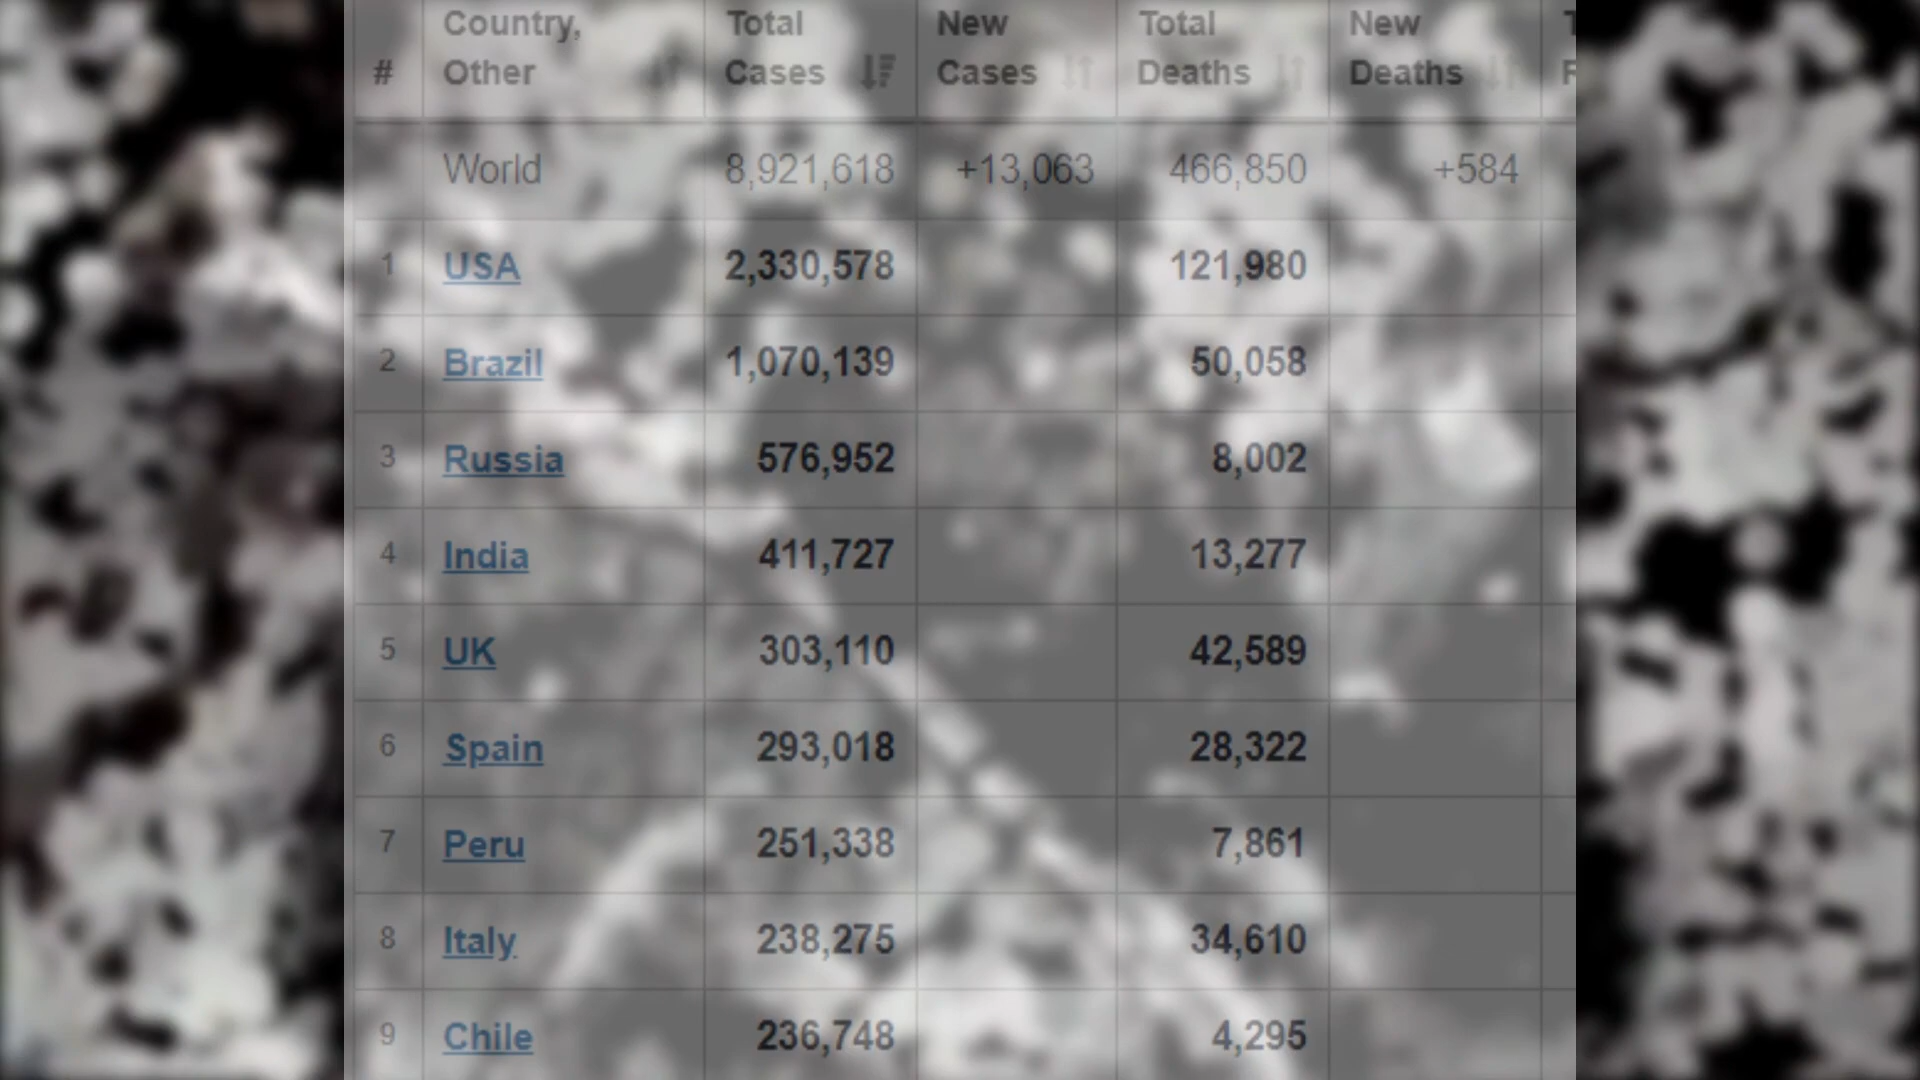 # Country, Other Total Cases New Cases Total Deaths New Deaths T R
World 8,921,618 +13,063 466,850 +584
1 USA 2,330,578 121,980
2 Brazil 1,070,139 50,058
3 Russia 576,952 8,002
4 India 411,727 13,277
5 UK 303,110 42,589
6 Spain 293,018 28,322
7 Peru 251,338 7,861
8 Italy 238,275 34,610
9 Chile 236,748 4,295